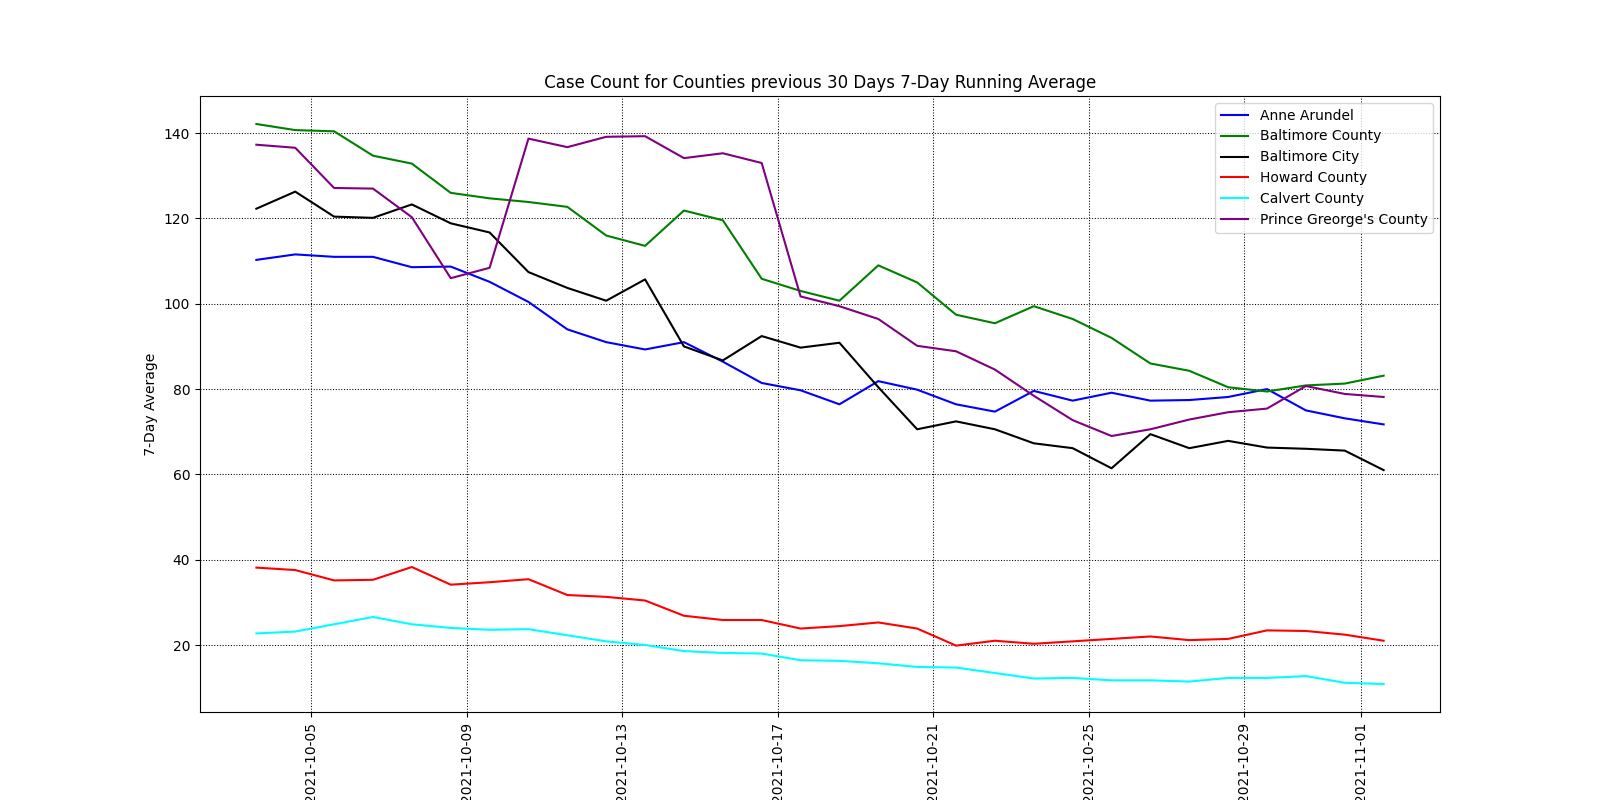 Case Count for Counties previous 30 Days 7-Day Running Average
Anne Arundel
Baltimore County
Baltimore City
Howard County
Calvert County
Prince Greorge's County
7-Day Average
140
120
100
80
60
40
20
2021-10-05
2021-10-09
2021-10-13
2021-10-17
2021-10-21
2021-10-25
2021-10-29
2021-11-01